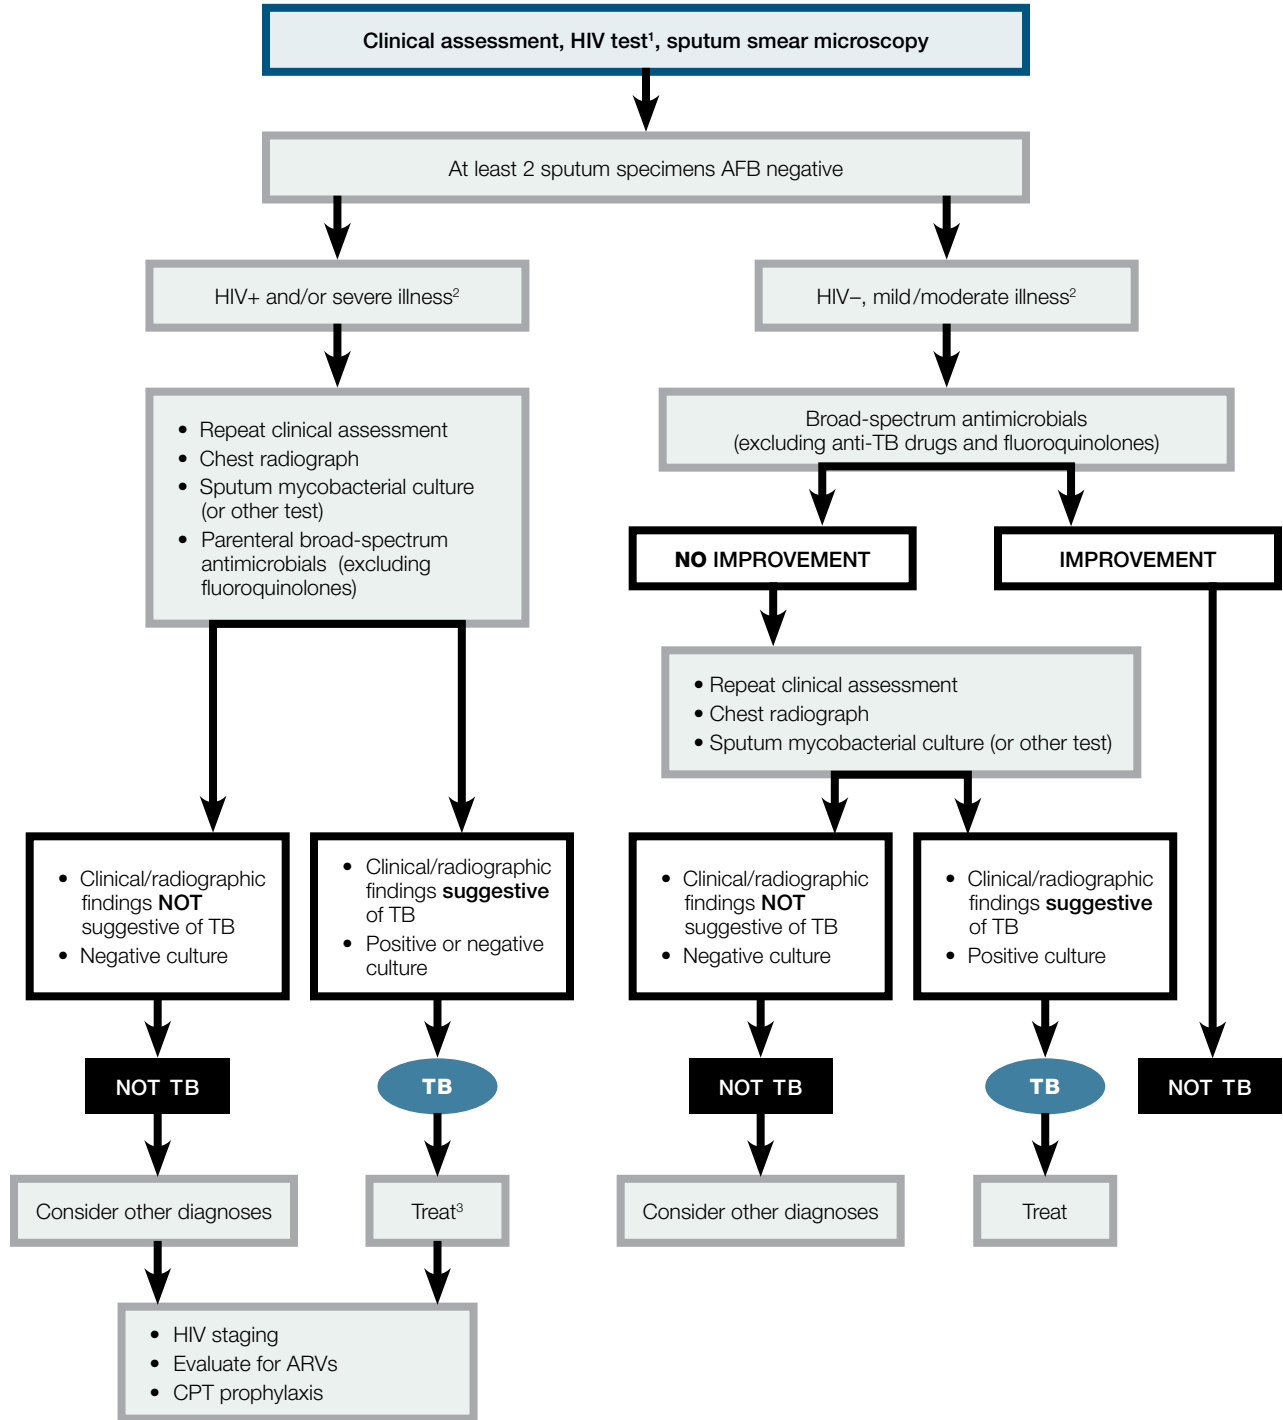 Clinical assessment, HIV test¹, sputum smear microscopy
At least 2 sputum specimens AFB negative
HIV+ and/or severe illness²
HIV–, mild/moderate illness²
• Repeat clinical assessment
• Chest radiograph
• Sputum mycobacterial culture
(or other test)
• Parenteral broad-spectrum
antimicrobials (excluding
fluoroquinolones)
Broad-spectrum antimicrobials
(excluding anti-TB drugs and fluoroquinolones)
NO IMPROVEMENT
IMPROVEMENT
• Repeat clinical assessment
• Chest radiograph
• Sputum mycobacterial culture (or other test)
• Clinical/radiographic
findings NOT
suggestive of TB
• Negative culture
• Clinical/radiographic
findings suggestive
of TB
• Positive or negative
culture
• Clinical/radiographic
findings NOT
suggestive of TB
• Negative culture
• Clinical/radiographic
findings suggestive
of TB
• Positive culture
NOT TB
TB
NOT TB
TB
NOT TB
Consider other diagnoses
Treat³
Consider other diagnoses
Treat
• HIV staging
• Evaluate for ARVs
• CPT prophylaxis